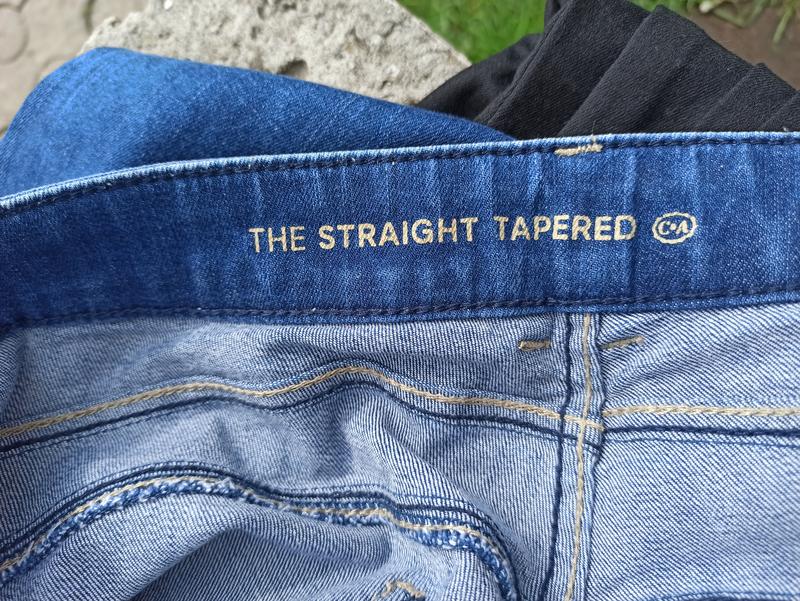 THE STRAIGHT TAPERED C·A